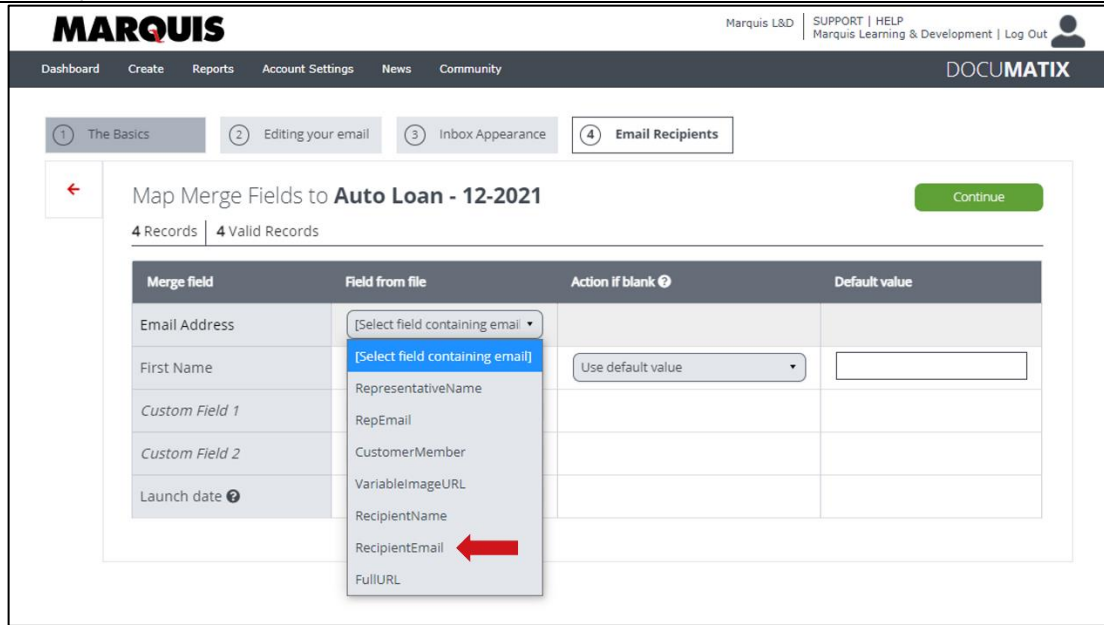 MARQUIS
Marquis L&D
SUPPORT | HELP
Marquis Learning & Development | Log Out
Dashboard Create Reports Account Settings News Community
DOCUMATIX
1 The Basics
2 Editing your email
3 Inbox Appearance
4 Email Recipients
Map Merge Fields to Auto Loan - 12-2021
Continue
4 Records | 4 Valid Records
Merge field Field from file Action if blank ? Default value
Email Address [Select field containing email
[Select field containing email]
First Name Use default value
RepresentativeName
Custom Field 1
RepEmail
Custom Field 2
CustomerMember
Launch date ?
VariableImageURL
RecipientName
RecipientEmail
FullURL